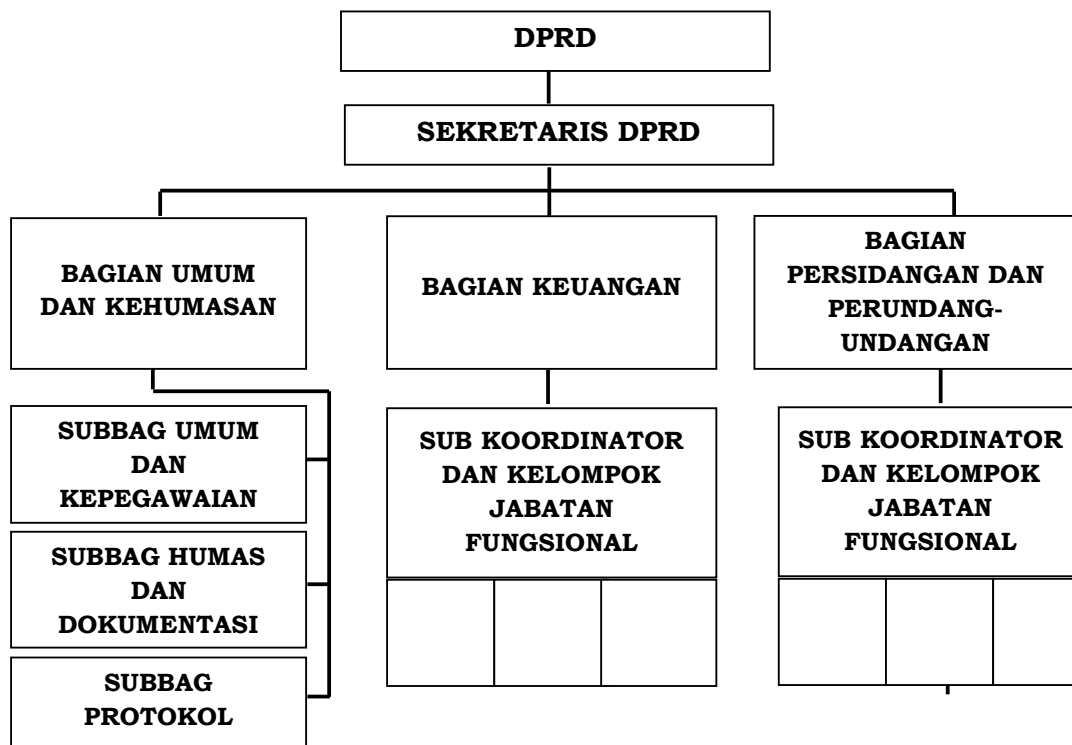 DPRD
SEKRETARIS DPRD
BAGIAN UMUM
DAN KEHUMASAN
BAGIAN KEUANGAN
BAGIAN
PERSIDANGAN DAN
PERUNDANG-
UNDANGAN
SUBBAG UMUM
DAN
KEPEGAWAIAN
SUBBAG HUMAS
DAN
DOKUMENTASI
SUBBAG
PROTOKOL
SUB KOORDINATOR
DAN KELOMPOK
JABATAN
FUNGSIONAL
SUB KOORDINATOR
DAN KELOMPOK
JABATAN
FUNGSIONAL